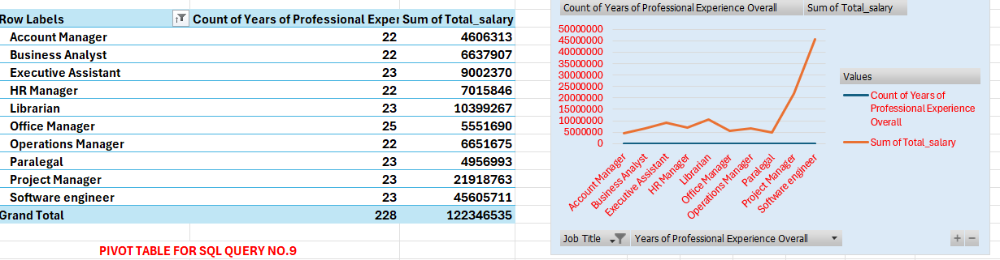 Row Labels Count of Years of Professional Exper Sum of Total_salary
Account Manager 22 4606313
Business Analyst 22 6637907
Executive Assistant 23 9002370
HR Manager 22 7015846
Librarian 23 10399267
Office Manager 25 5551690
Operations Manager 22 6651675
Paralegal 23 4956993
Project Manager 23 21918763
Software engineer 23 45605711
Grand Total 228 122346535
PIVOT TABLE FOR SQL QUERY NO.9
Count of Years of Professional Experience Overall Sum of Total_salary
50000000
45000000
40000000
35000000
30000000
25000000
20000000
15000000
10000000
5000000
0
Account Manager
Business Analyst
Executive Assistant
HR Manager
Librarian
Office Manager
Operations Manager
Paralegal
Project Manager
Software engineer
Values
Count of Years of
Professional Experience
Overall
Sum of Total_salary
Job Title Years of Professional Experience Overall
+ −